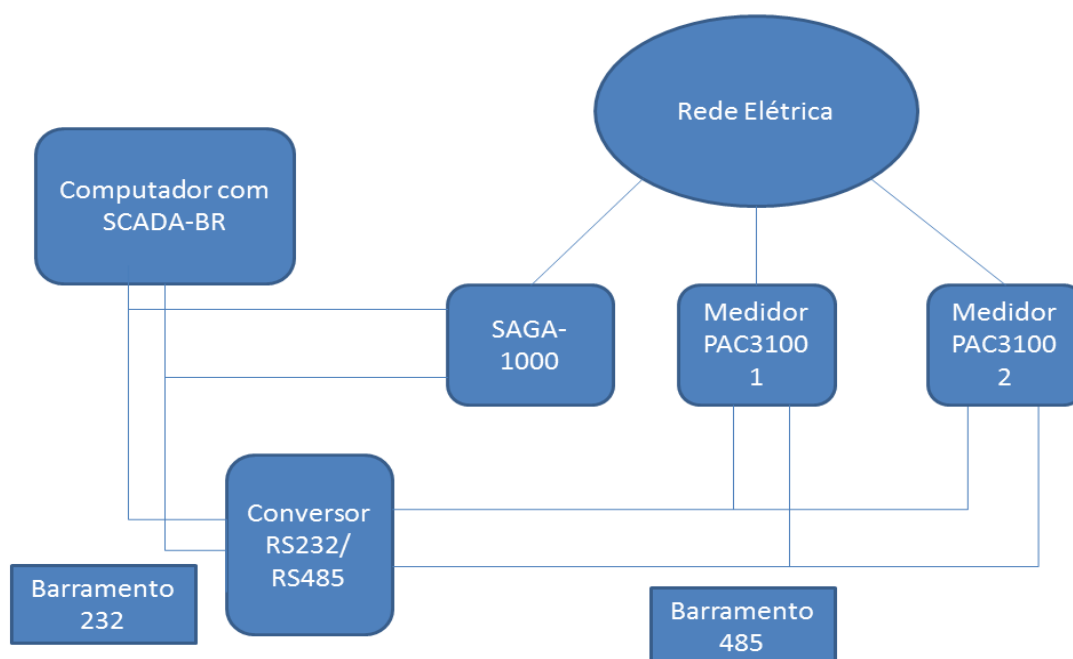 Rede Elétrica
Computador com
SCADA-BR
SAGA-
1000
Medidor
PAC3100
1
Medidor
PAC3100
2
Conversor
RS232/
RS485
Barramento
232
Barramento
485